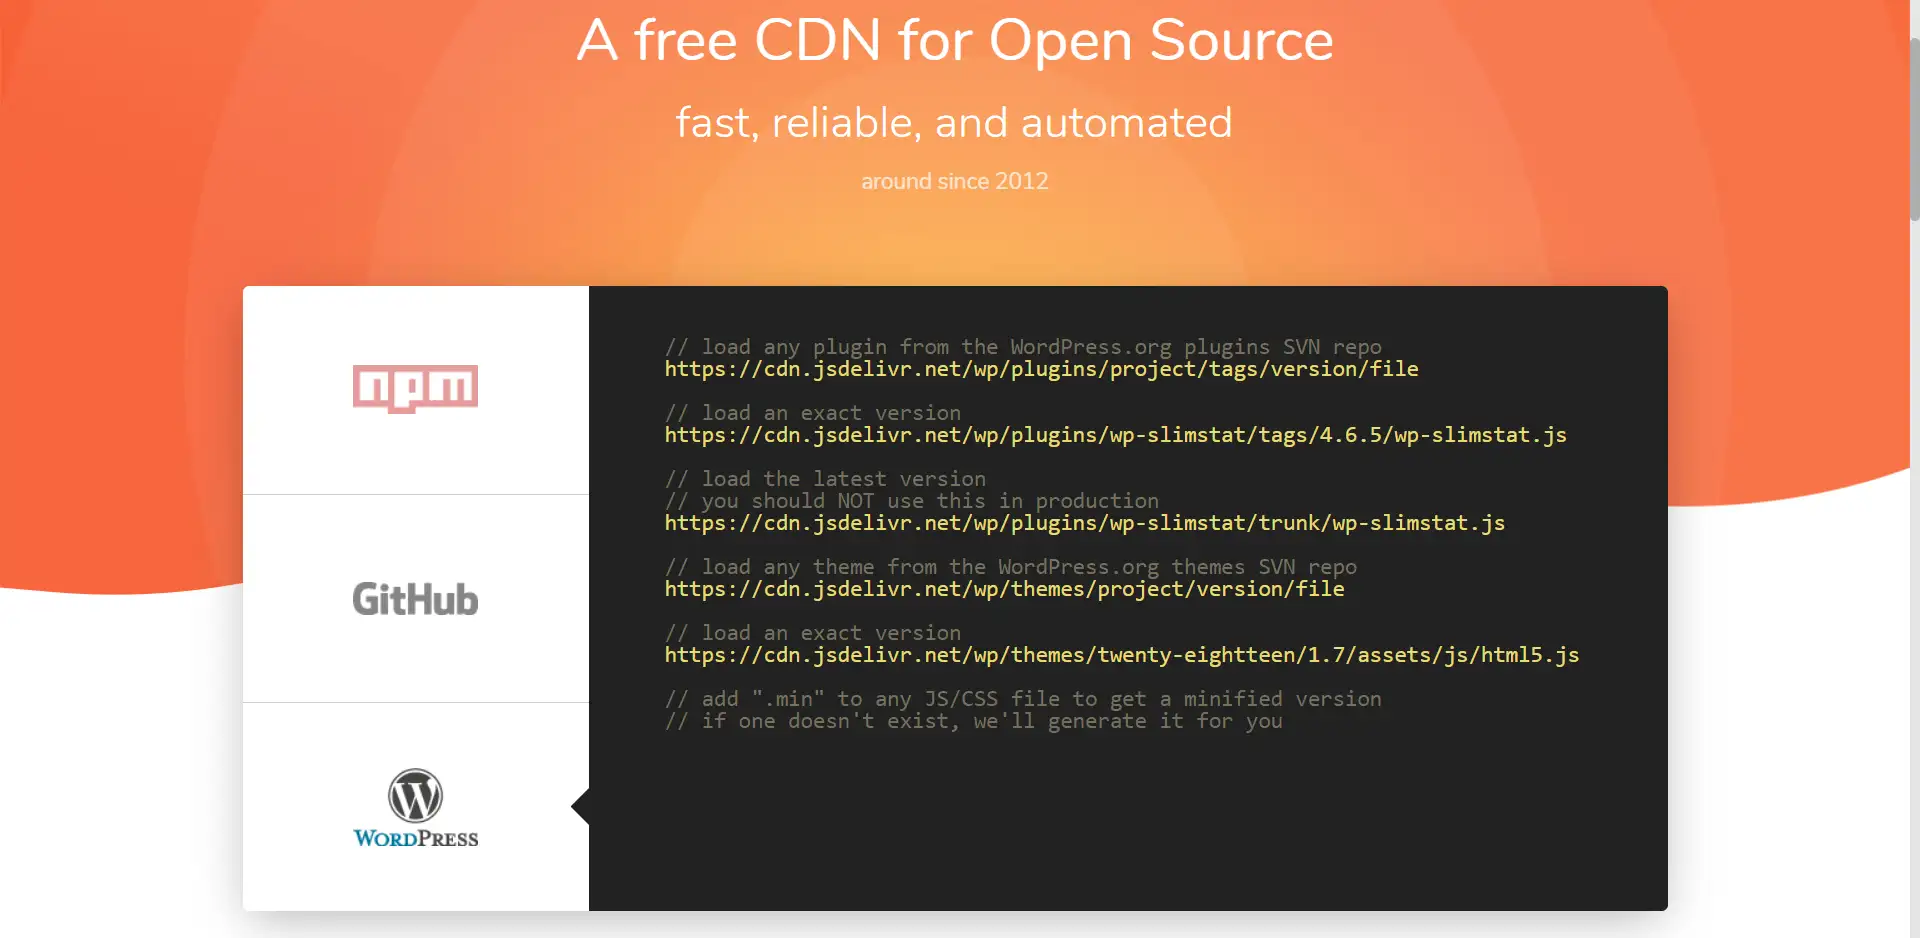 A free CDN for Open Source
fast, reliable, and automated
around since 2012
npm
GitHub
WORDPRESS
// load any plugin from the WordPress.org plugins SVN repo
https://cdn.jsdelivr.net/wp/plugins/project/tags/version/file
// load an exact version
https://cdn.jsdelivr.net/wp/plugins/wp-slimstat/tags/4.6.5/wp-slimstat.js
// load the latest version
// you should NOT use this in production
https://cdn.jsdelivr.net/wp/plugins/wp-slimstat/trunk/wp-slimstat.js
// load any theme from the WordPress.org themes SVN repo
https://cdn.jsdelivr.net/wp/themes/project/version/file
// load an exact version
https://cdn.jsdelivr.net/wp/themes/twenty-eightteen/1.7/assets/js/html5.js
// add ".min" to any JS/CSS file to get a minified version
// if one doesn't exist, we'll generate it for you